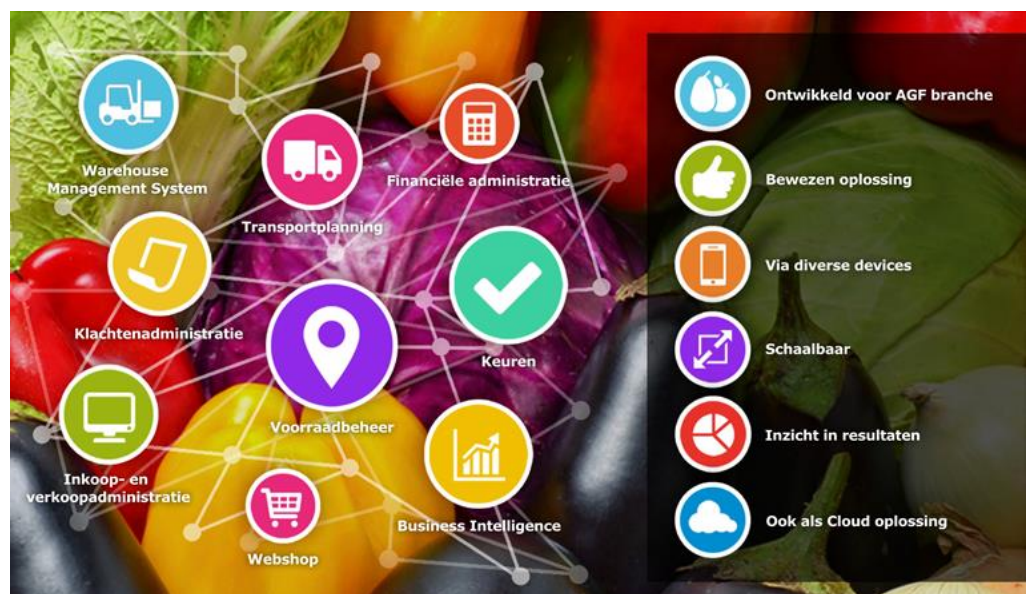 Warehouse
Management System
Transportplanning
Financiële administratie
Klachtenadministratie
Keuren
Voorraadbeheer
Inkoop- en
verkoopadministratie
Business Intelligence
Webshop
Ontwikkeld voor AGF branche
Bewezen oplossing
Via diverse devices
Schaalbaar
Inzicht in resultaten
Ook als Cloud oplossing